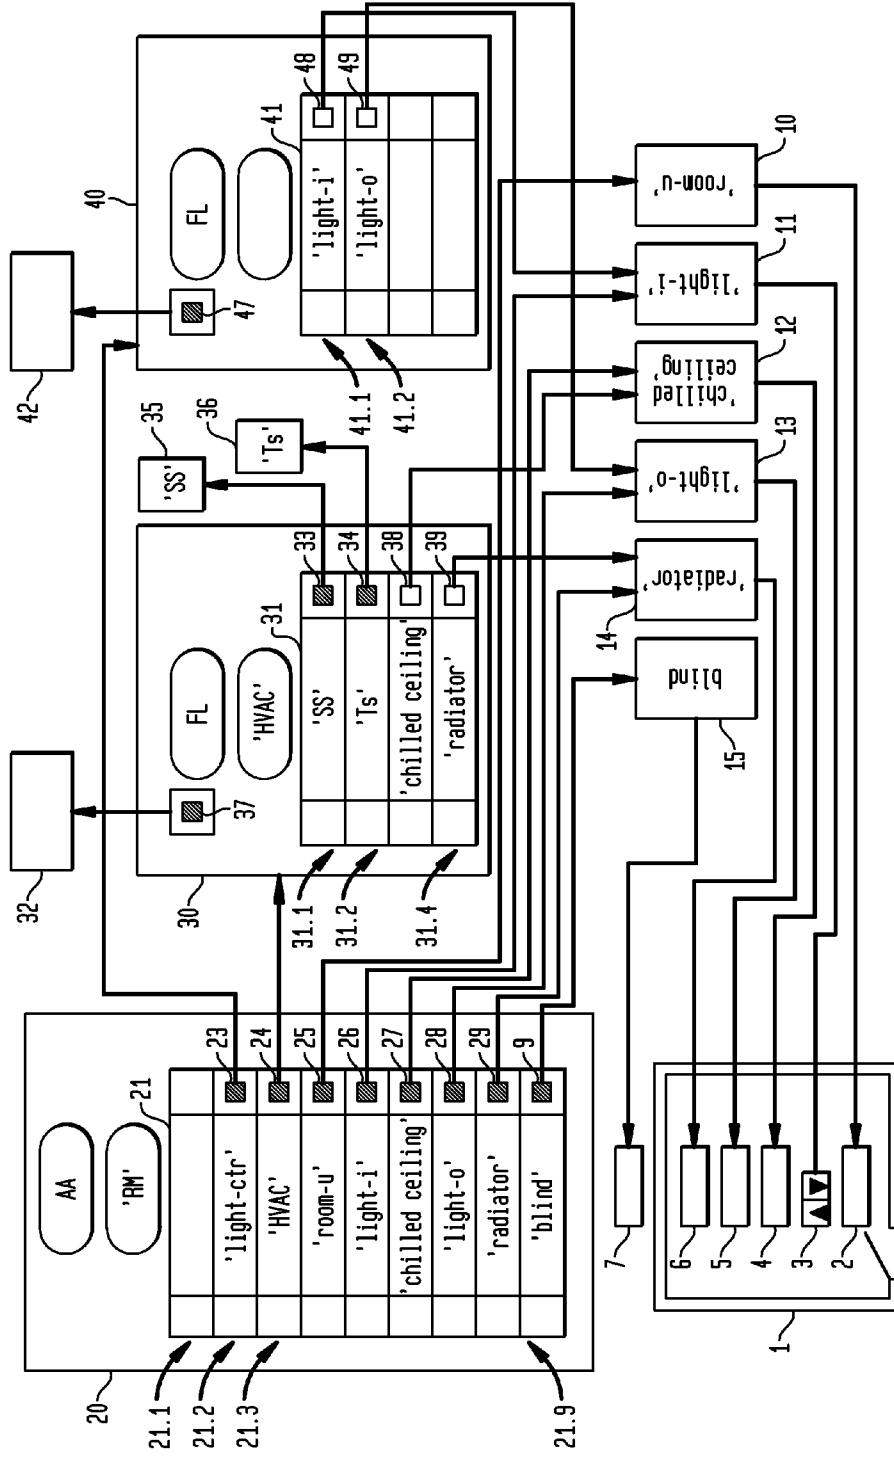 20
AA
'RM'
21
21.1
21.2
'light-ctr'
23
21.3
'HVAC'
24
'room-u'
25
'light-i'
26
'chilled ceiling'
27
'light-o'
28
'radiator'
29
21.9
'blind'
9
32
30
37
FL
'HVAC'
31
31.1
'SS'
33
31.2
'Ts'
34
'chilled ceiling'
38
31.4
'radiator'
39
35
'SS'
36
'Ts'
42
40
47
FL
41
41.1
'light-i'
48
41.2
'light-o'
49
15
blind
14
'radiator'
13
'light-o'
12
'chilled
ceiling'
11
'light-i'
10
'room-u'
7
6
5
4
3
2
1